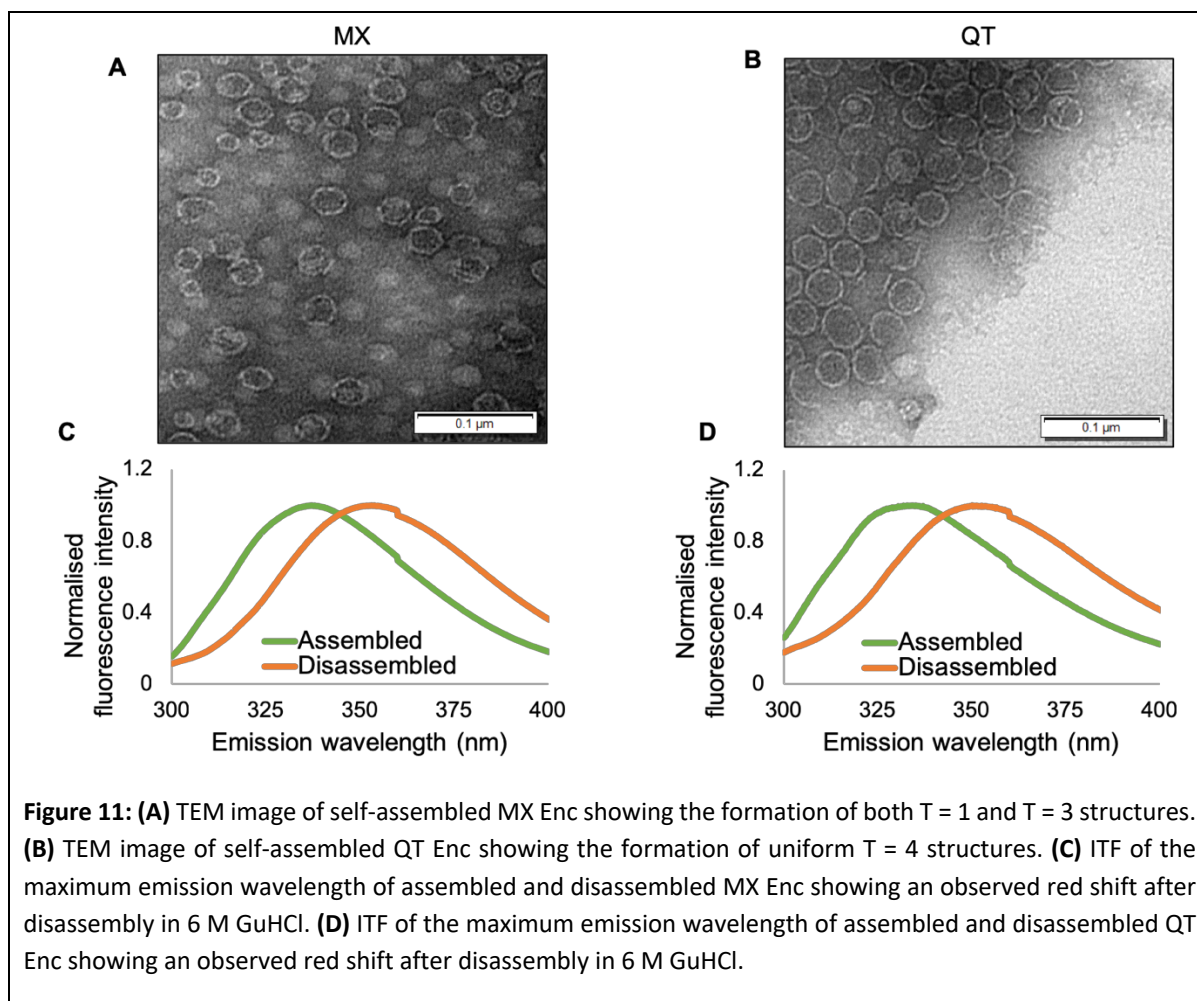 MX
QT
A
B
0.1 µm
0.1 µm
C
D
Normalised
fluorescence intensity
1.2
0.8
0.4
0
Assembled
Disassembled
300
325
350
375
400
Emission wavelength (nm)
Normalised
fluorescence intensity
1.2
0.8
0.4
0
Assembled
Disassembled
300
325
350
375
400
Emission wavelength (nm)
Figure 11: (A) TEM image of self-assembled MX Enc showing the formation of both T = 1 and T = 3 structures.
(B) TEM image of self-assembled QT Enc showing the formation of uniform T = 4 structures. (C) ITF of the
maximum emission wavelength of assembled and disassembled MX Enc showing an observed red shift after
disassembly in 6 M GuHCl. (D) ITF of the maximum emission wavelength of assembled and disassembled QT
Enc showing an observed red shift after disassembly in 6 M GuHCl.